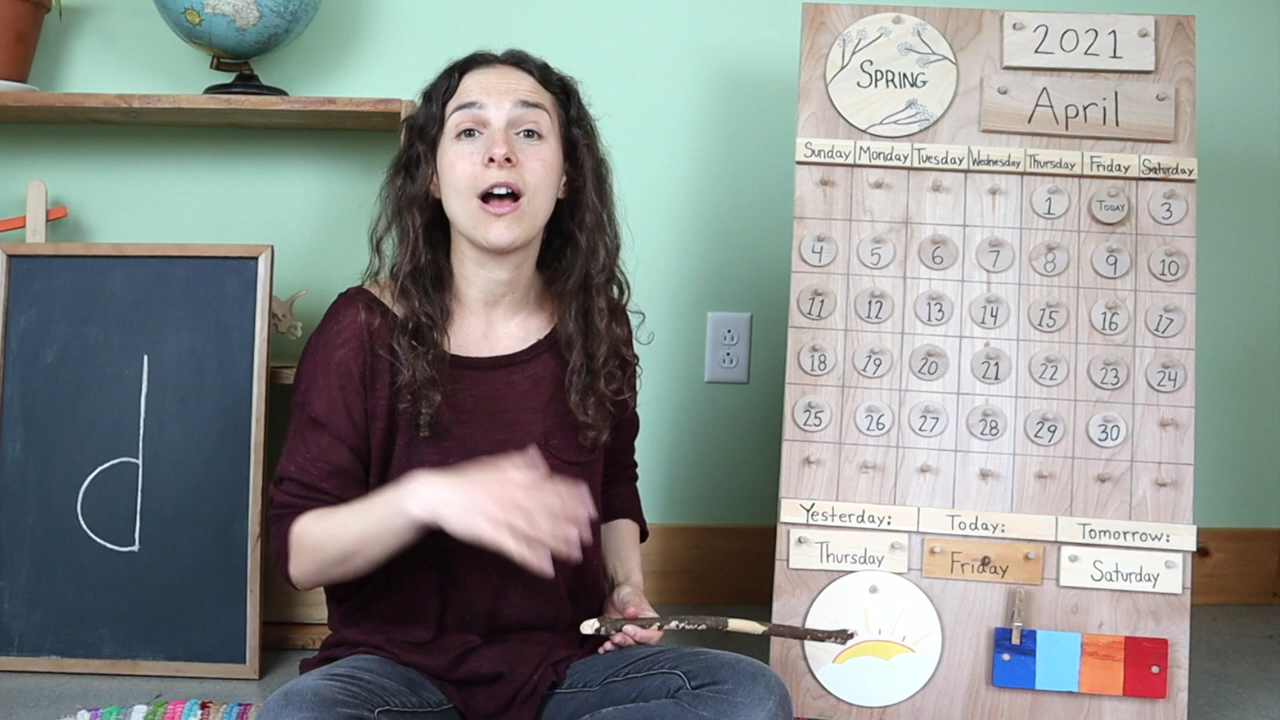 d
SPRING
2021
April
Sunday Monday Tuesday Wednesday Thursday Friday Saturday
1 TODAY 3
4 5 6 7 8 9 10
11 12 13 14 15 16 17
18 19 20 21 22 23 24
25 26 27 28 29 30
Yesterday: Today: Tomorrow:
Thursday Friday Saturday